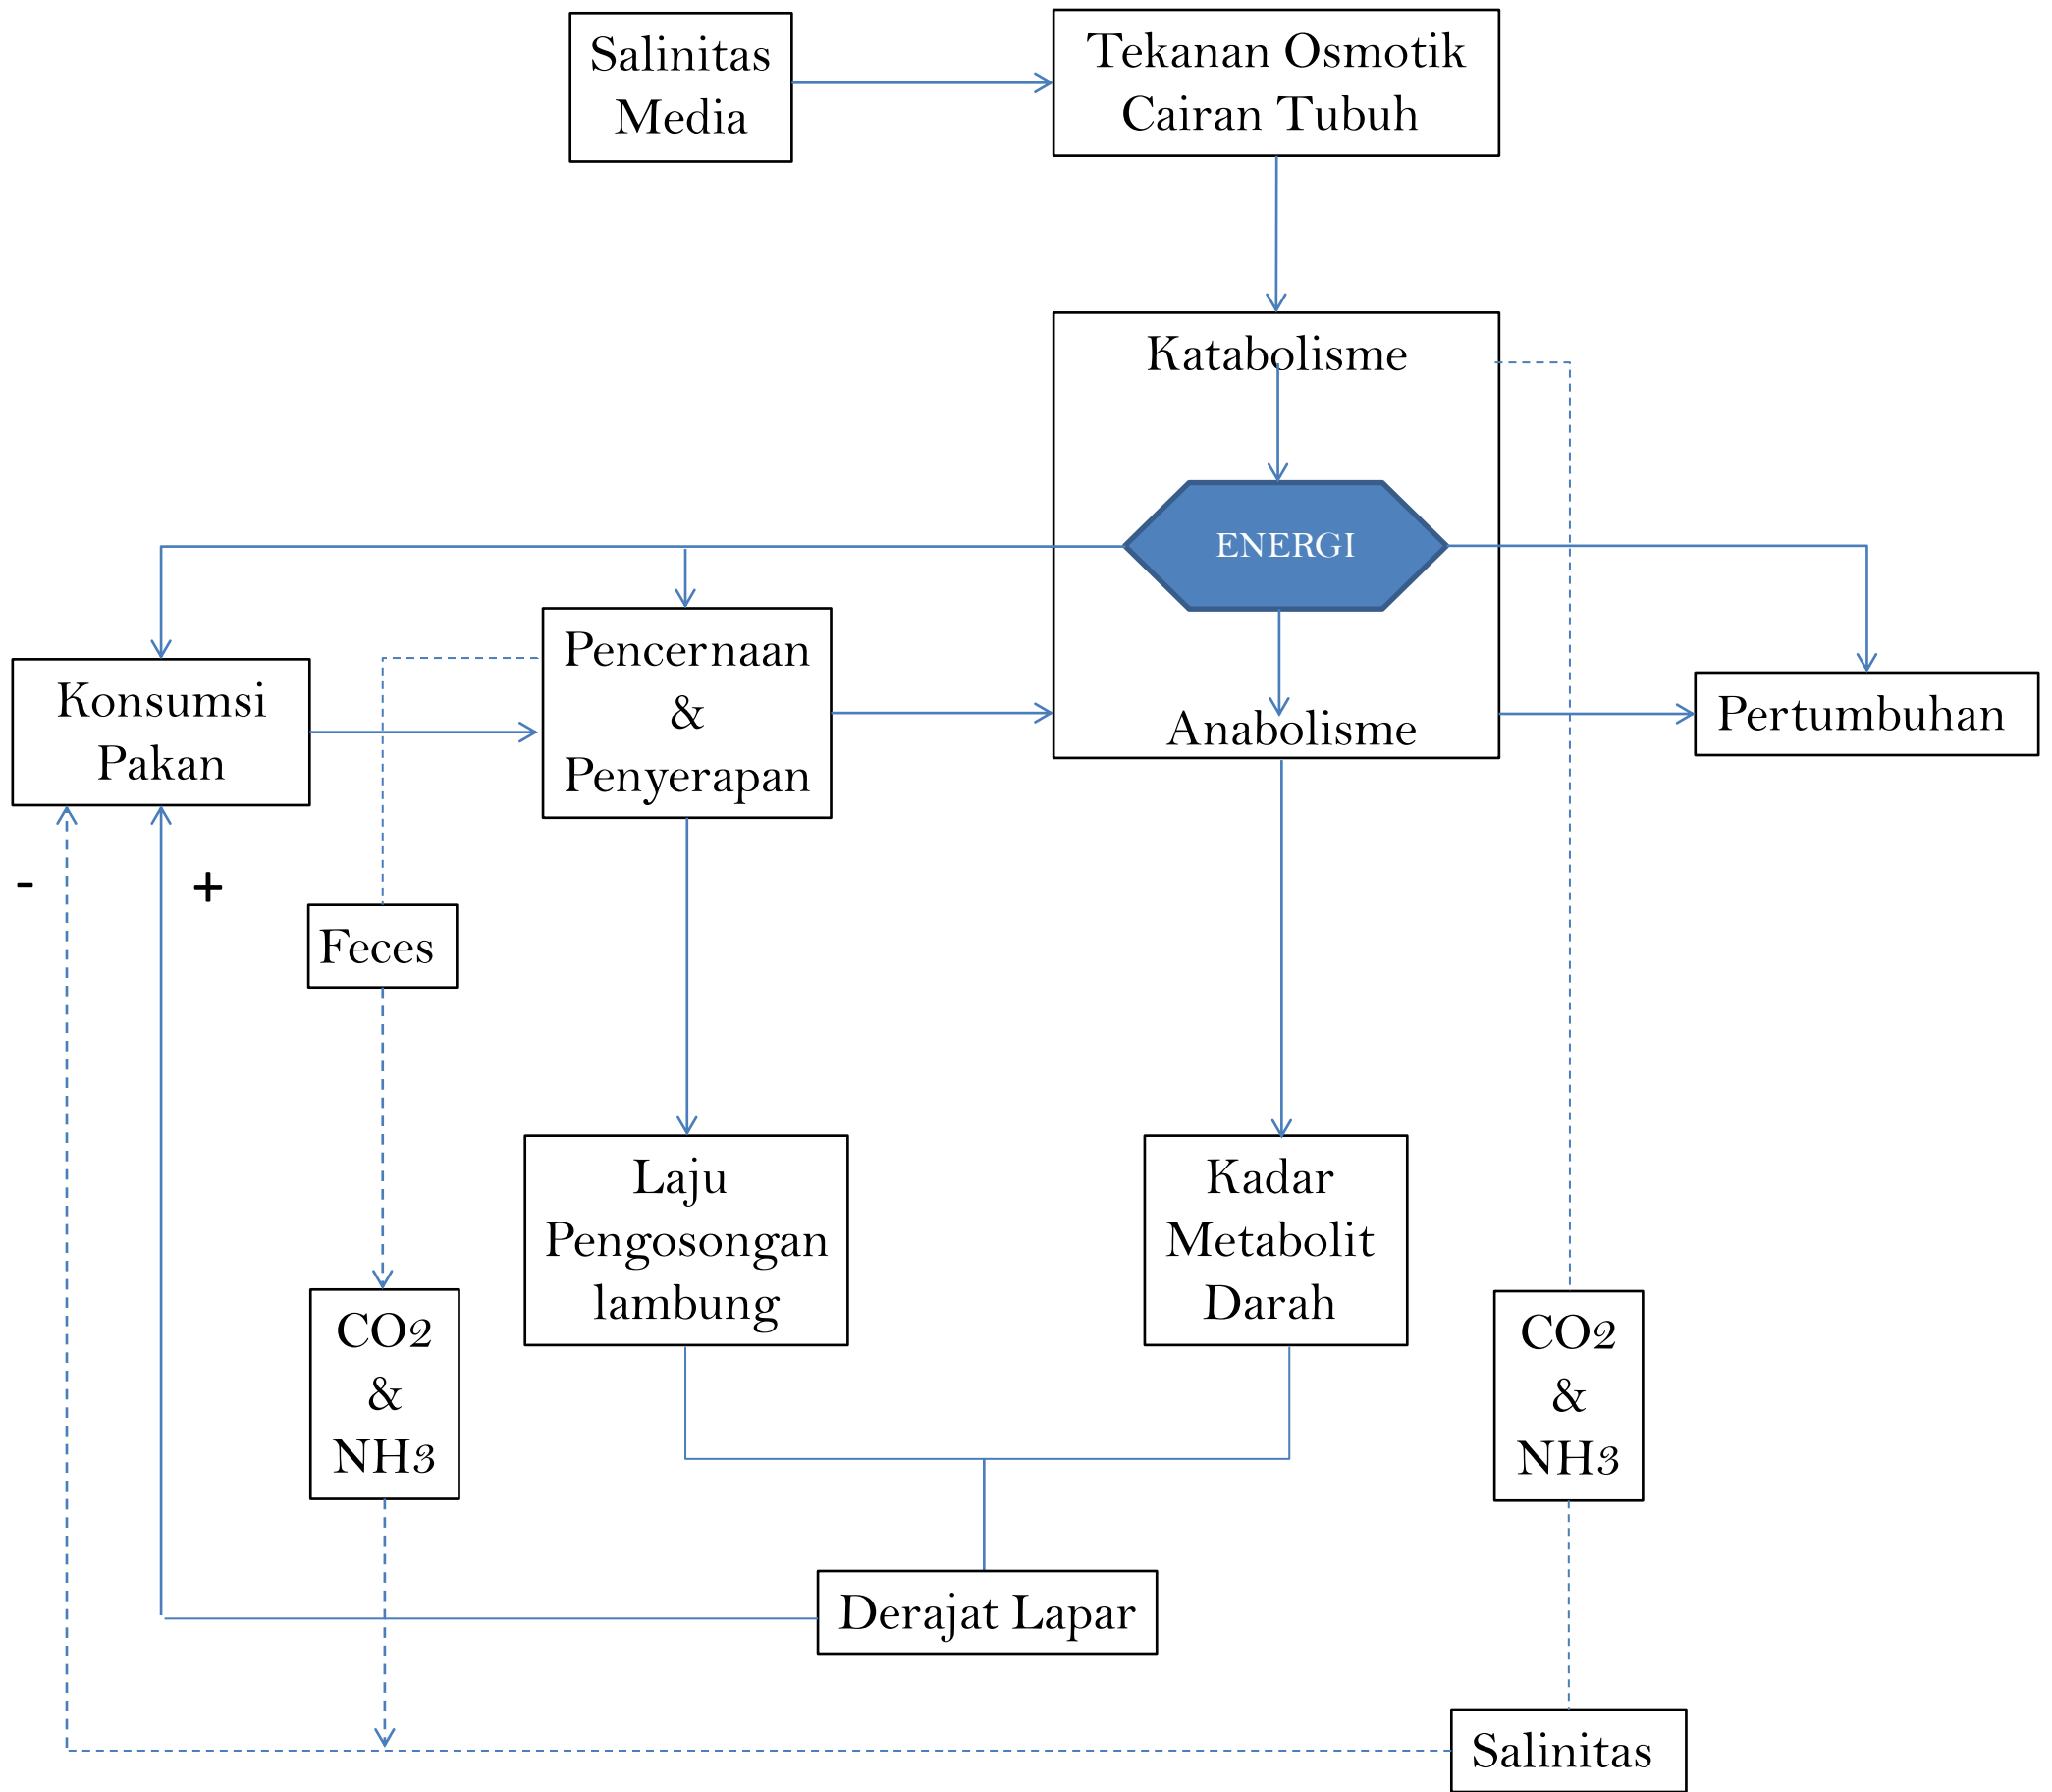 Salinitas
Media
Tekanan Osmotik
Cairan Tubuh
Katabolisme
ENERGI
Anabolisme
Pencernaan
&
Penyerapan
Konsumsi
Pakan
Pertumbuhan
-
+
Feces
Laju
Pengosongan
lambung
Kadar
Metabolit
Darah
CO2
&
NH3
CO2
&
NH3
Derajat Lapar
Salinitas